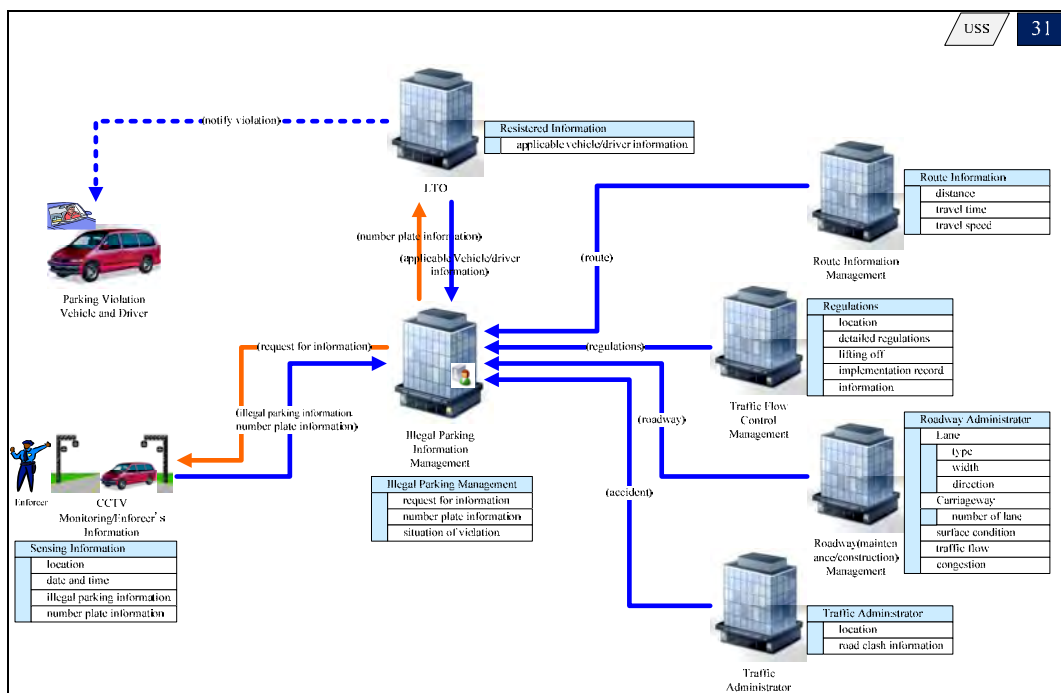 USS
31
(notify violation)
Resistered Information
applicable vehicle/driver information
LTO
Route Information
distance
travel time
travel speed
(number plate information)
(applicable/Vehicle/driver
information)
(route)
Route Information
Management
Parking Violation
Vehicle and Driver
Regulations
location
detailed regulations
lifting off
implementation record
information
(request for information)
(regulations)
(illegal parking information,
number plate information)
Traffic Flow
Control
Management
(roadway)
Illegal Parking
Information
Management
Roadway Administrator
Lane
type
width
direction
Carriageway
number of lane
surface condition
traffic flow
congestion
Illegal Parking Management
request for information
number plate information
situation of violation
(accident)
Enforcer
CCTV
Monitoring/Enforcer's
Information
Roadway(mainten
ance/construction)
Management
Sensing Information
location
date and time
illegal parking information
number plate information
Traffic Adminstrator
location
road clash information
Traffic
Administrator